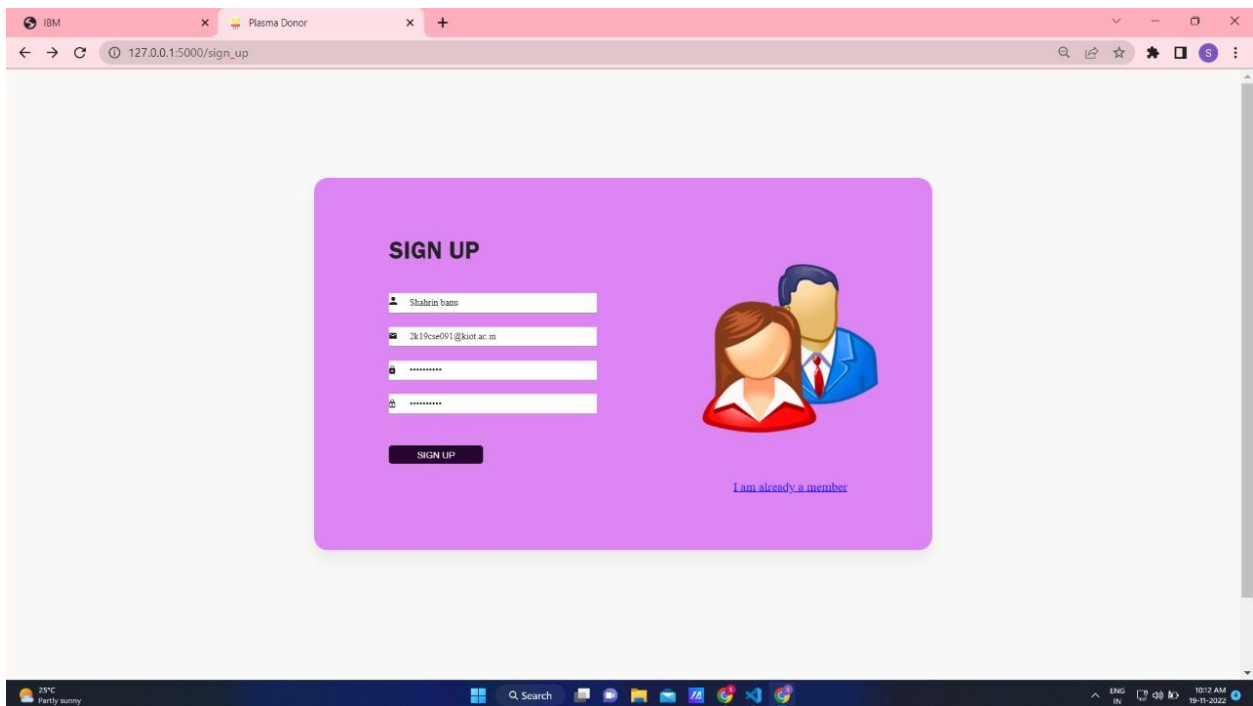 IBM
Plasma Donor
127.0.0.1:5000/sign_up
S
SIGN UP
Shahrin banu
2k19cse091@kiot.ac.in
••••••••••
••••••••••
SIGN UP
I am already a member
25°C
Partly sunny
Search
ENG
IN
10:12 AM
19-11-2022